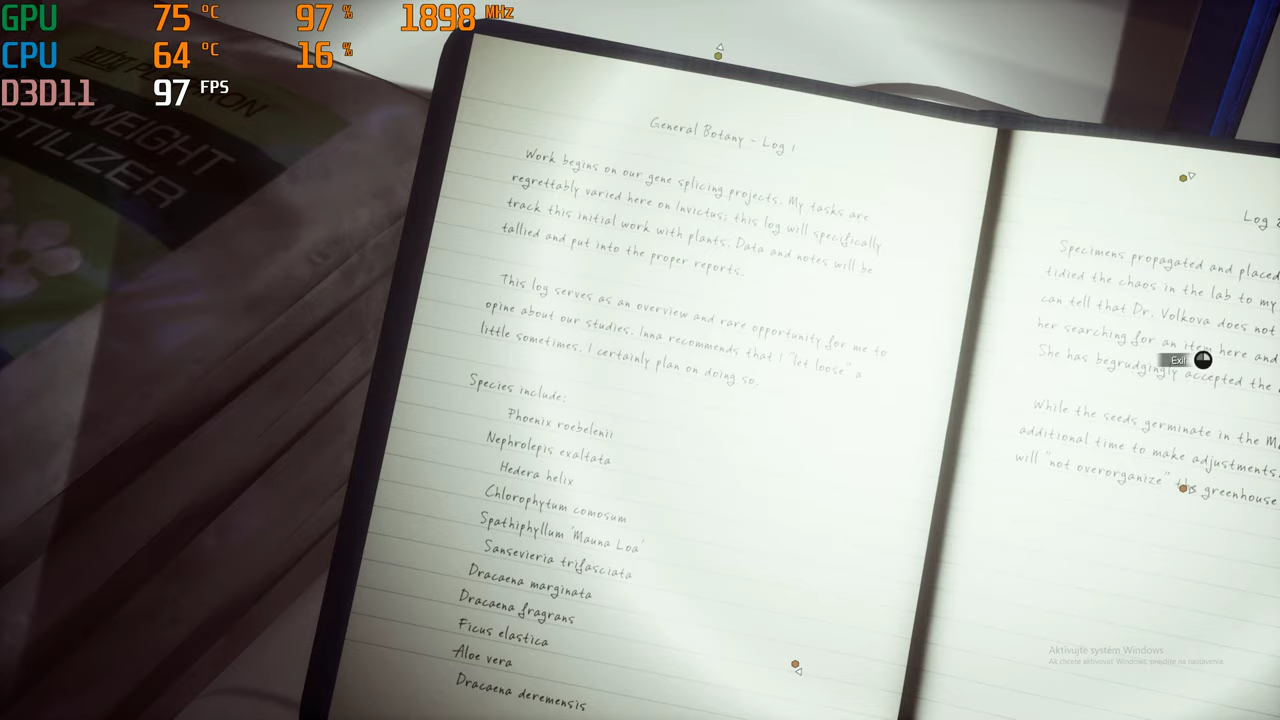 GPU 75 °C 97 % 1898 MHz
CPU 64 °C 16 %
D3D11 97 FPS
General Botany - Log 1
Work begins on our gene splicing projects. My tasks are
regrettably varied here on Invictus; this log will specifically
track this initial work with plants. Data and notes will be
tallied and put into the proper reports.
This log serves as an overview and rare opportunity for me to
opine about our studies. Inna recommends that I "let loose" a
little sometimes. I certainly plan on doing so.
Species include:
Phoenix roebelenii
Nephrolepis exaltata
Hedera helix
Chlorophytum comosum
Spathiphyllum 'Mauna Loa'
Sansevieria trifasciata
Dracaena marginata
Dracaena fragrans
Ficus elastica
Aloe vera
Dracaena deremensis
Log
Specimens propagated and placed
tidied the chaos in the lab to my
can tell that Dr. Volkova does not
her searching for an item here and
She has begrudgingly accepted the
While the seeds germinate in the
additional time to make adjustments.
will "not overorganize" this greenhouse
Exit
Aktivujte systém Windows
Ak chcete aktivovať Windows, prejdite na nastavenia.